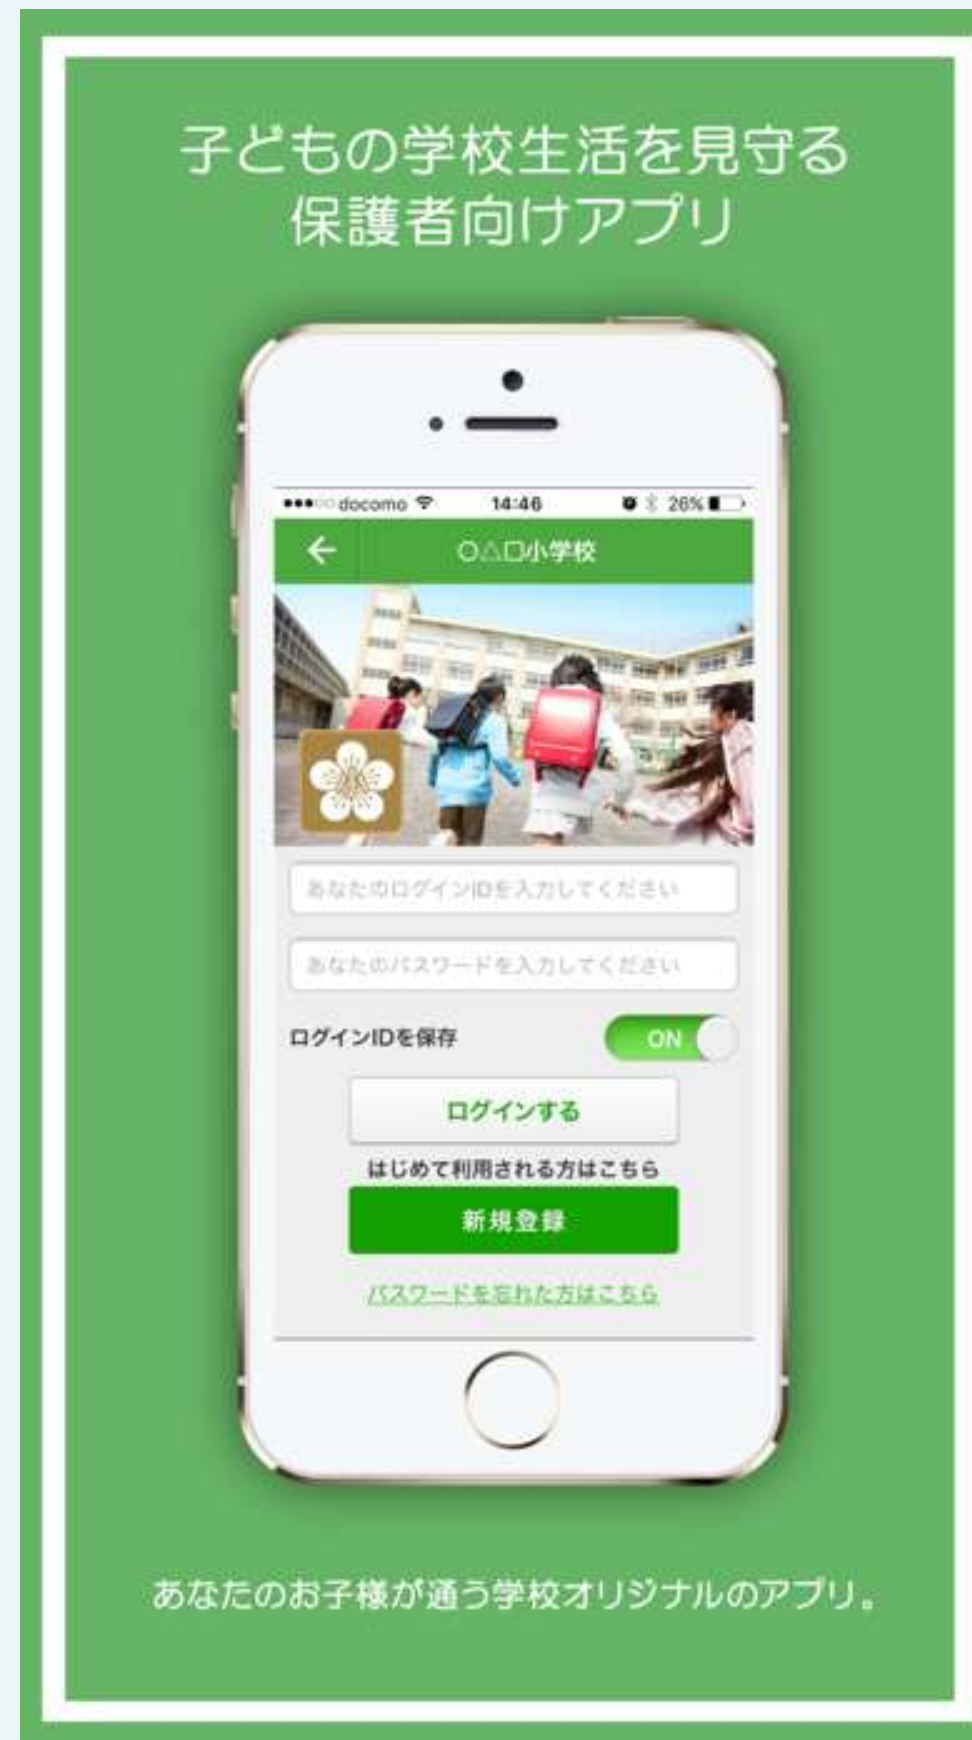 子どもの学校生活を見守る
保護者向けアプリ
docomo 14:46 26%
○△□小学校
あなたのログインIDを入力してください
あなたのパスワードを入力してください
ログインIDを保存 ON
ログインする
はじめて利用される方はこちら
新規登録
パスワードを忘れた方はこちら
あなたのお子様が通う学校オリジナルのアプリ。